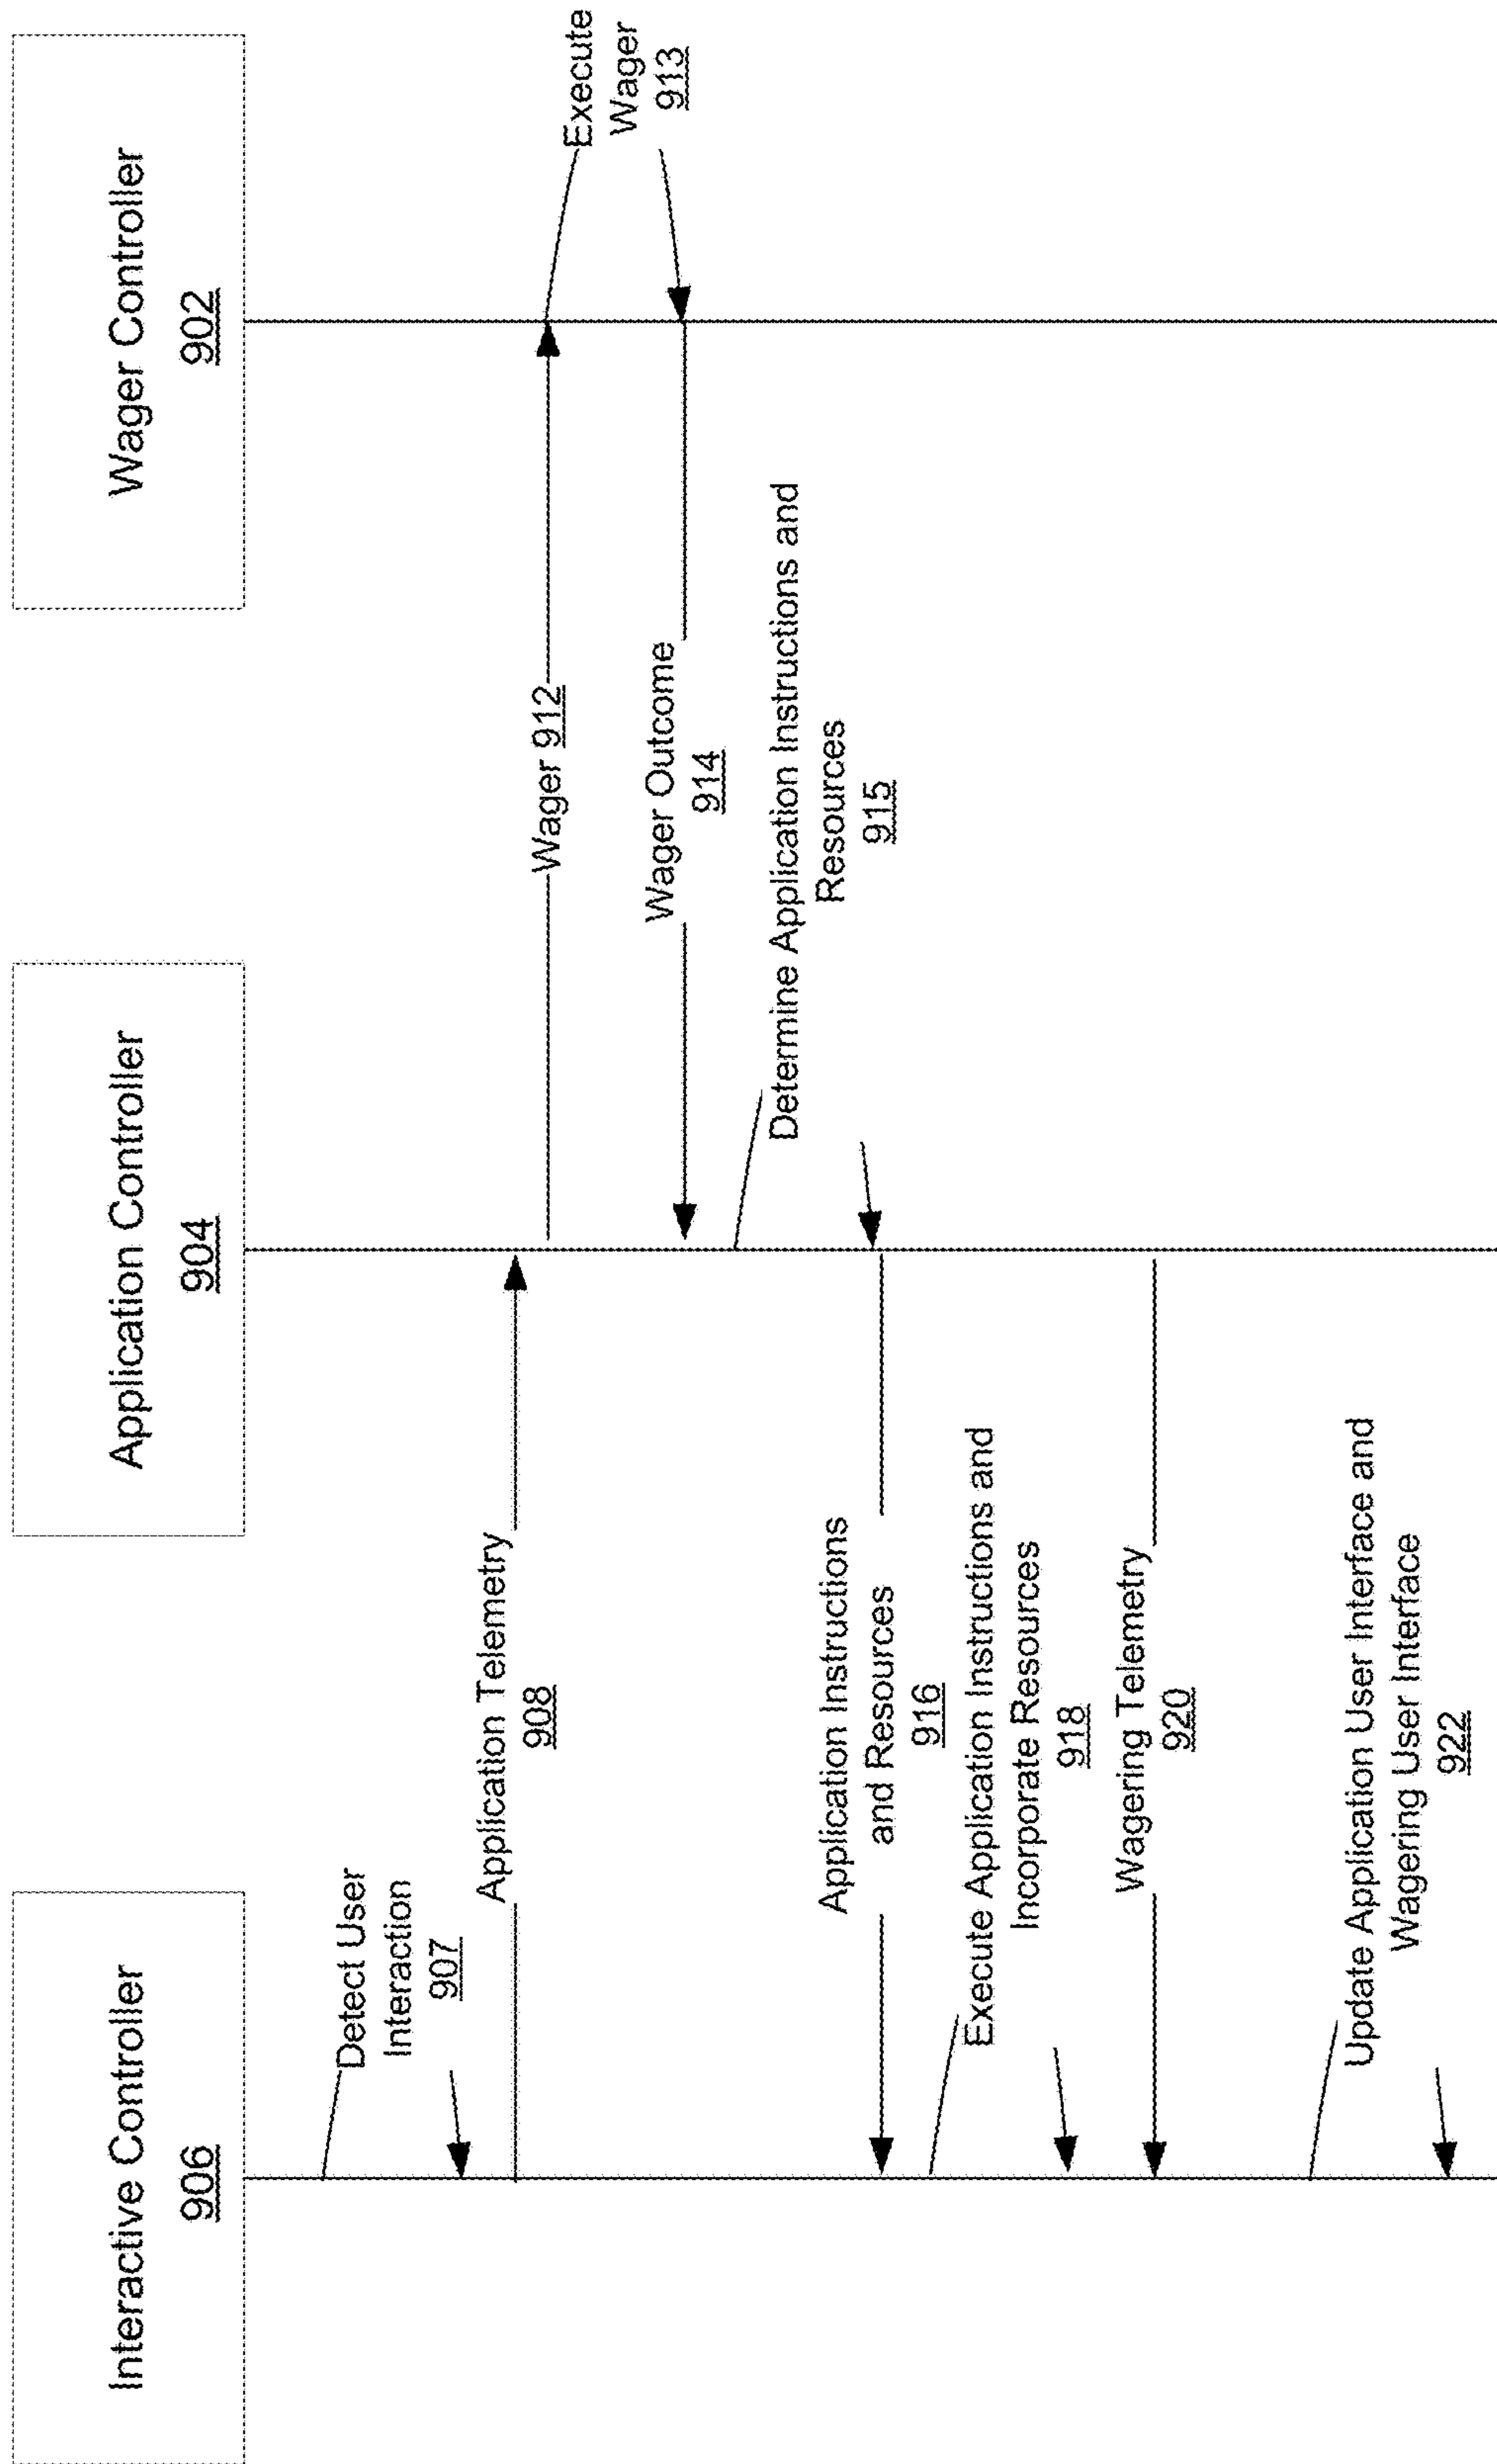 Interactive Controller
906
Application Controller
904
Wager Controller
902
Detect User
Interaction
907
Application Telemetry
908
Wager 912
Execute
Wager
913
Wager Outcome
914
Determine Application Instructions and
Resources
915
Application Instructions
and Resources
916
Execute Application Instructions and
Incorporate Resources
918
Wagering Telemetry
920
Update Application User Interface and
Wagering User Interface
922